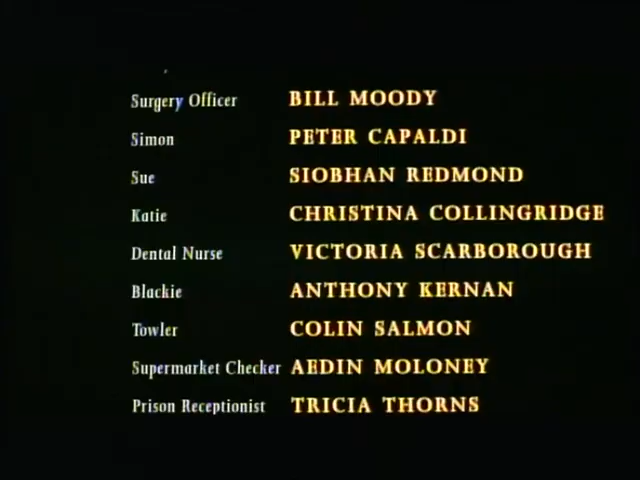 Surgery Officer BILL MOODY
Simon PETER CAPALDI
Sue SIOBHAN REDMOND
Katie CHRISTINA COLLINGRIDGE
Dental Nurse VICTORIA SCARBOROUGH
Blackie ANTHONY KERNAN
Towler COLIN SALMON
Supermarket Checker AEDIN MOLONEY
Prison Receptionist TRICIA THORNS